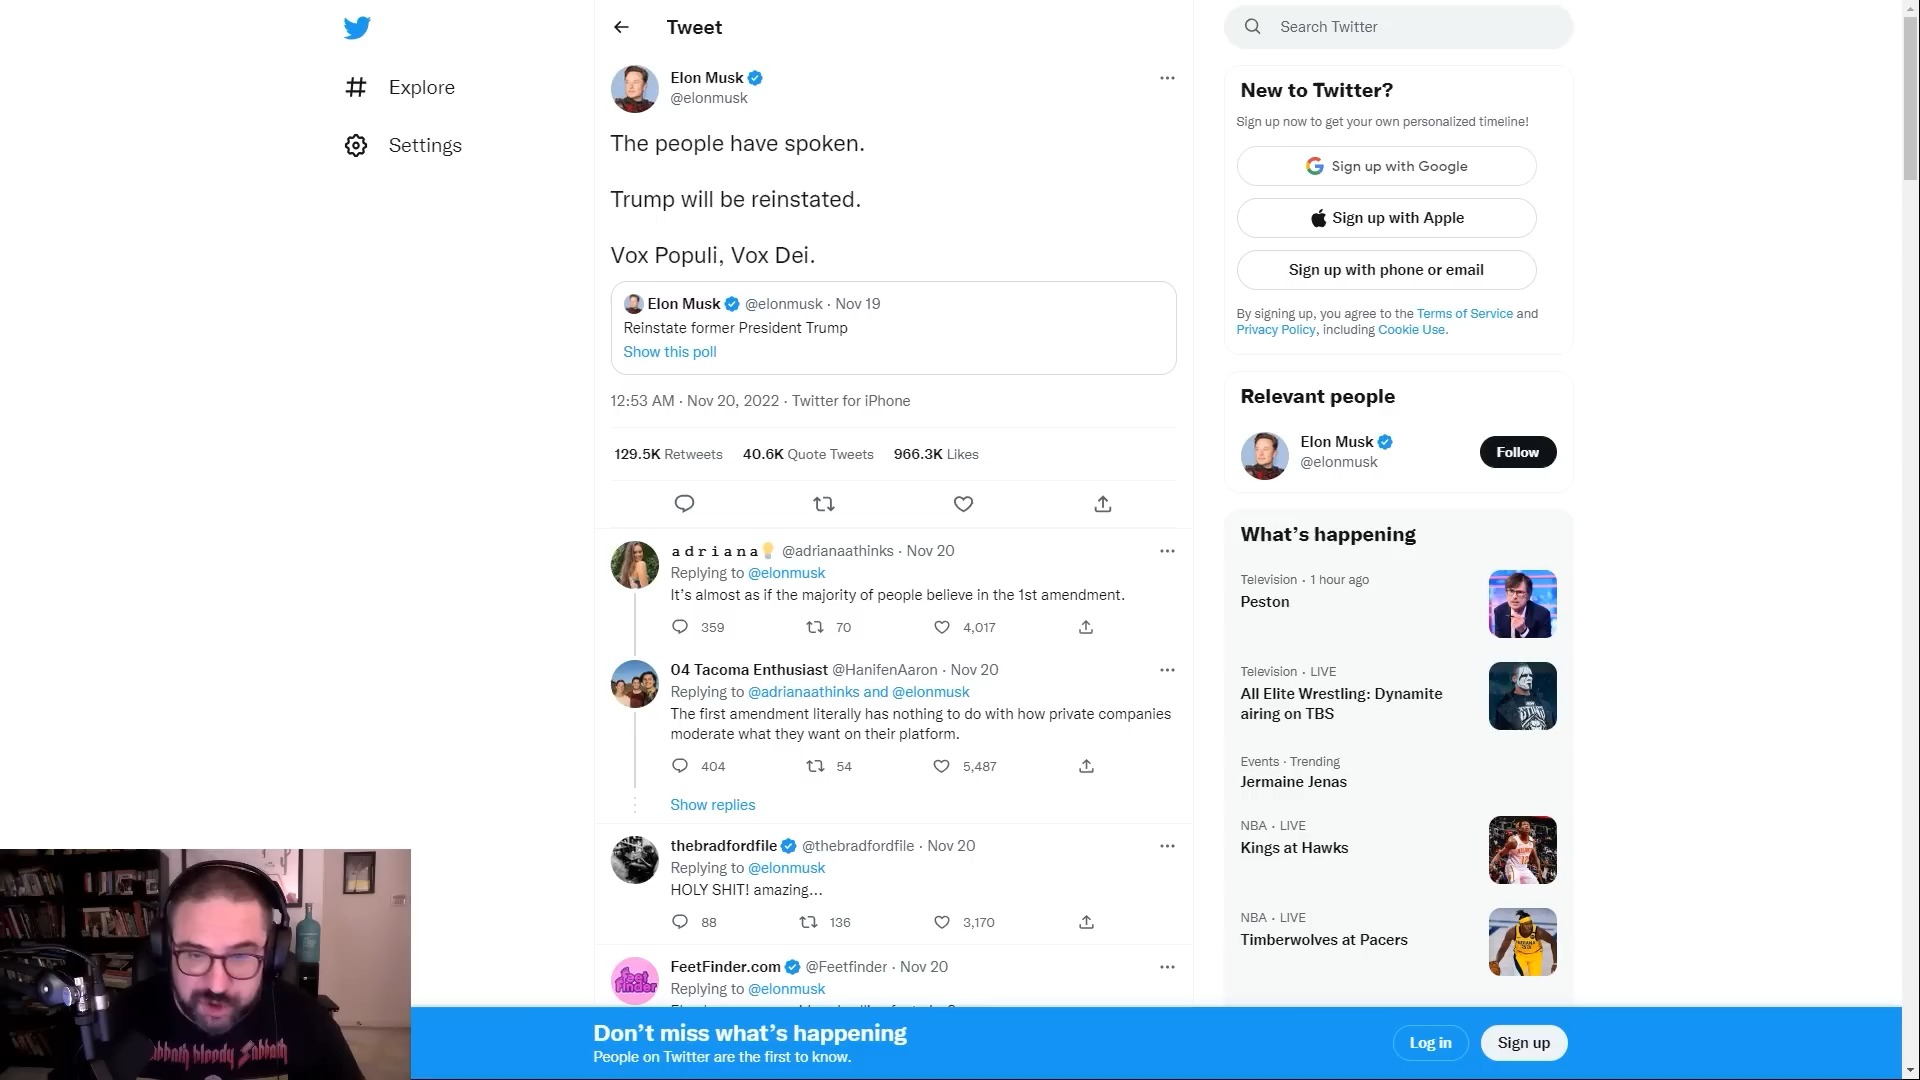 Explore
Settings
Tweet
Elon Musk
@elonmusk
The people have spoken.
Trump will be reinstated.
Vox Populi, Vox Dei.
Elon Musk @elonmusk · Nov 19
Reinstate former President Trump
Show this poll
12:53 AM · Nov 20, 2022 · Twitter for iPhone
129.5K Retweets 40.6K Quote Tweets 966.3K Likes
a d r i a n a @adrianaathinks · Nov 20
Replying to @elonmusk
It’s almost as if the majority of people believe in the 1st amendment.
359 70 4,017
04 Tacoma Enthusiast @HanifenAaron · Nov 20
Replying to @adrianaathinks and @elonmusk
The first amendment literally has nothing to do with how private companies
moderate what they want on their platform.
404 54 5,487
Show replies
thebradfordfile @thebradfordfile · Nov 20
Replying to @elonmusk
HOLY SHIT! amazing...
88 136 3,170
feet
finder
FeetFinder.com @Feetfinder · Nov 20
Replying to @elonmusk
Search Twitter
New to Twitter?
Sign up now to get your own personalized timeline!
Sign up with Google
Sign up with Apple
Sign up with phone or email
By signing up, you agree to the Terms of Service and
Privacy Policy, including Cookie Use.
Relevant people
Elon Musk
@elonmusk
Follow
What’s happening
Television · 1 hour ago
Peston
Television · LIVE
All Elite Wrestling: Dynamite
airing on TBS
Events · Trending
Jermaine Jenas
NBA · LIVE
Kings at Hawks
NBA · LIVE
Timberwolves at Pacers
Don’t miss what’s happening
People on Twitter are the first to know.
Log in
Sign up
bloody Sabbath